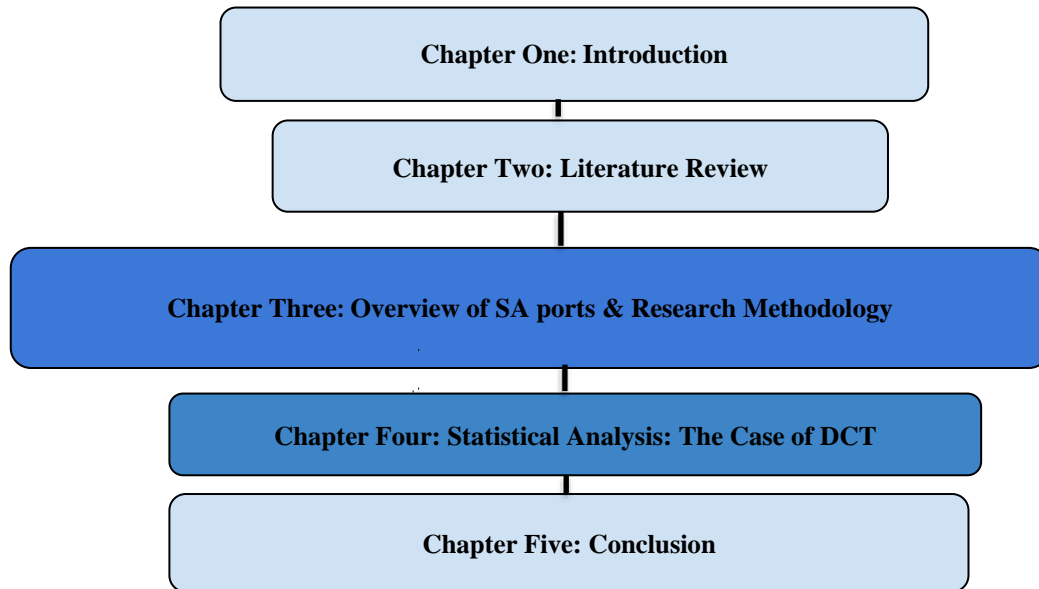 Chapter One: Introduction
Chapter Two: Literature Review
Chapter Three: Overview of SA ports & Research Methodology
Chapter Four: Statistical Analysis: The Case of DCT
Chapter Five: Conclusion